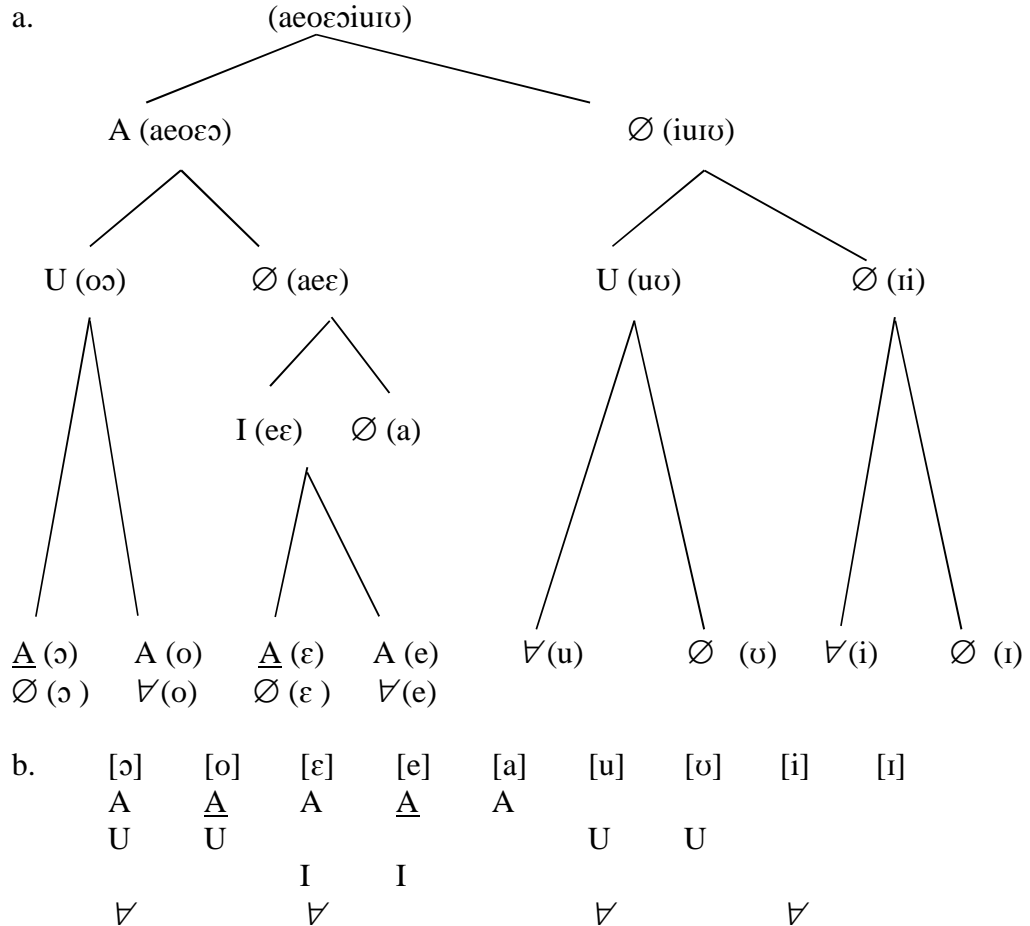 a. (aeoɛɔiuɪʊ)
A (aeoɛɔ) ∅ (iuɪʊ)
U (oɔ) ∅ (aeɛ) U (uʊ) ∅ (ɪi)
I (eɛ) ∅ (a)
A̲ (ɔ) A (o) A̲ (ɛ) A (e) Ɐ(u) ∅ (ʊ) Ɐ(i) ∅ (ɪ)
∅ (ɔ ) Ɐ(o) ∅ (ɛ ) Ɐ(e)
b. [ɔ] [o] [ɛ] [e] [a] [u] [ʊ] [i] [ɪ]
A A̲ A A̲ A
U U U U
I I
Ɐ Ɐ Ɐ Ɐ